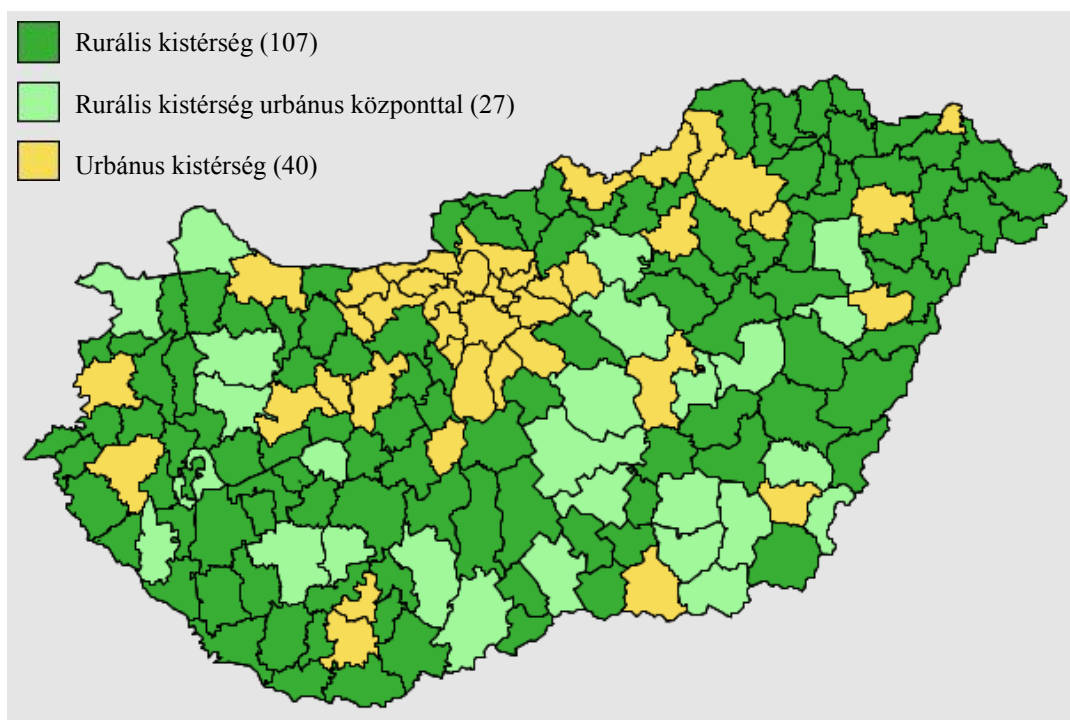 Rurális kistérség (107)
Rurális kistérség urbánus központtal (27)
Urbánus kistérség (40)